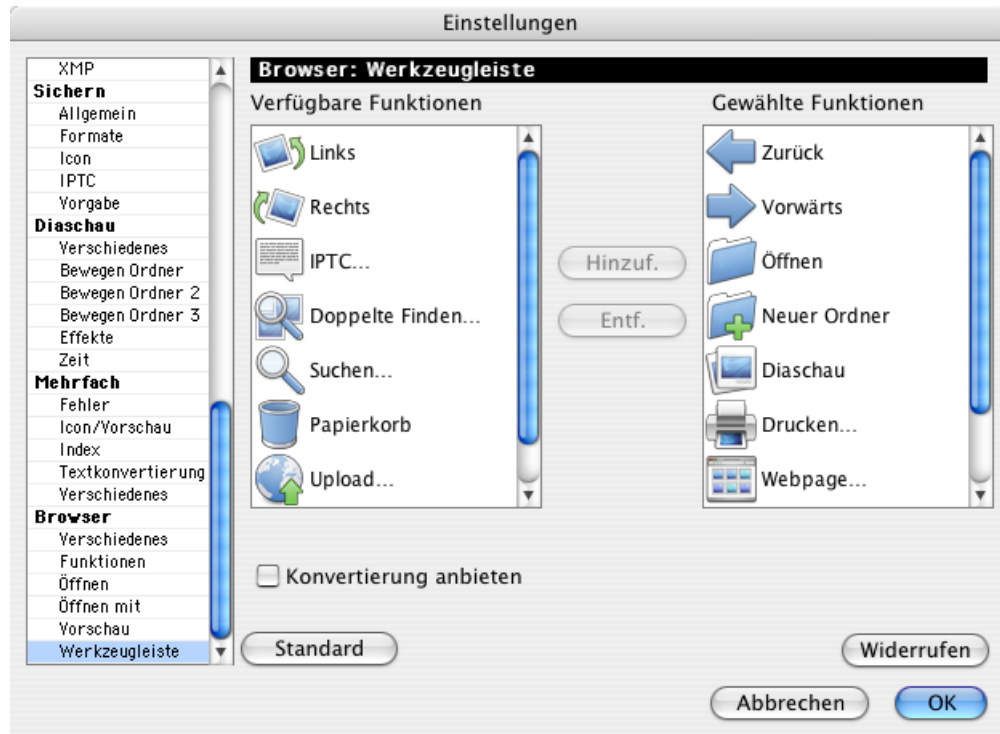 Einstellungen
XMP
Sichern
Allgemein
Formate
Icon
IPTC
Vorgabe
Diaschau
Verschiedenes
Bewegen Ordner
Bewegen Ordner 2
Bewegen Ordner 3
Effekte
Zeit
Mehrfach
Fehler
Icon/Vorschau
Index
Textkonvertierung
Verschiedenes
Browser
Verschiedenes
Funktionen
Öffnen
Öffnen mit
Vorschau
Werkzeugleiste
Browser: Werkzeugleiste
Verfügbare Funktionen
Links
Rechts
IPTC...
Doppelte Finden...
Suchen...
Papierkorb
Upload...
Hinzuf.
Entf.
Gewählte Funktionen
Zurück
Vorwärts
Öffnen
Neuer Ordner
Diaschau
Drucken...
Webpage...
Konvertierung anbieten
Standard
Widerrufen
Abbrechen
OK